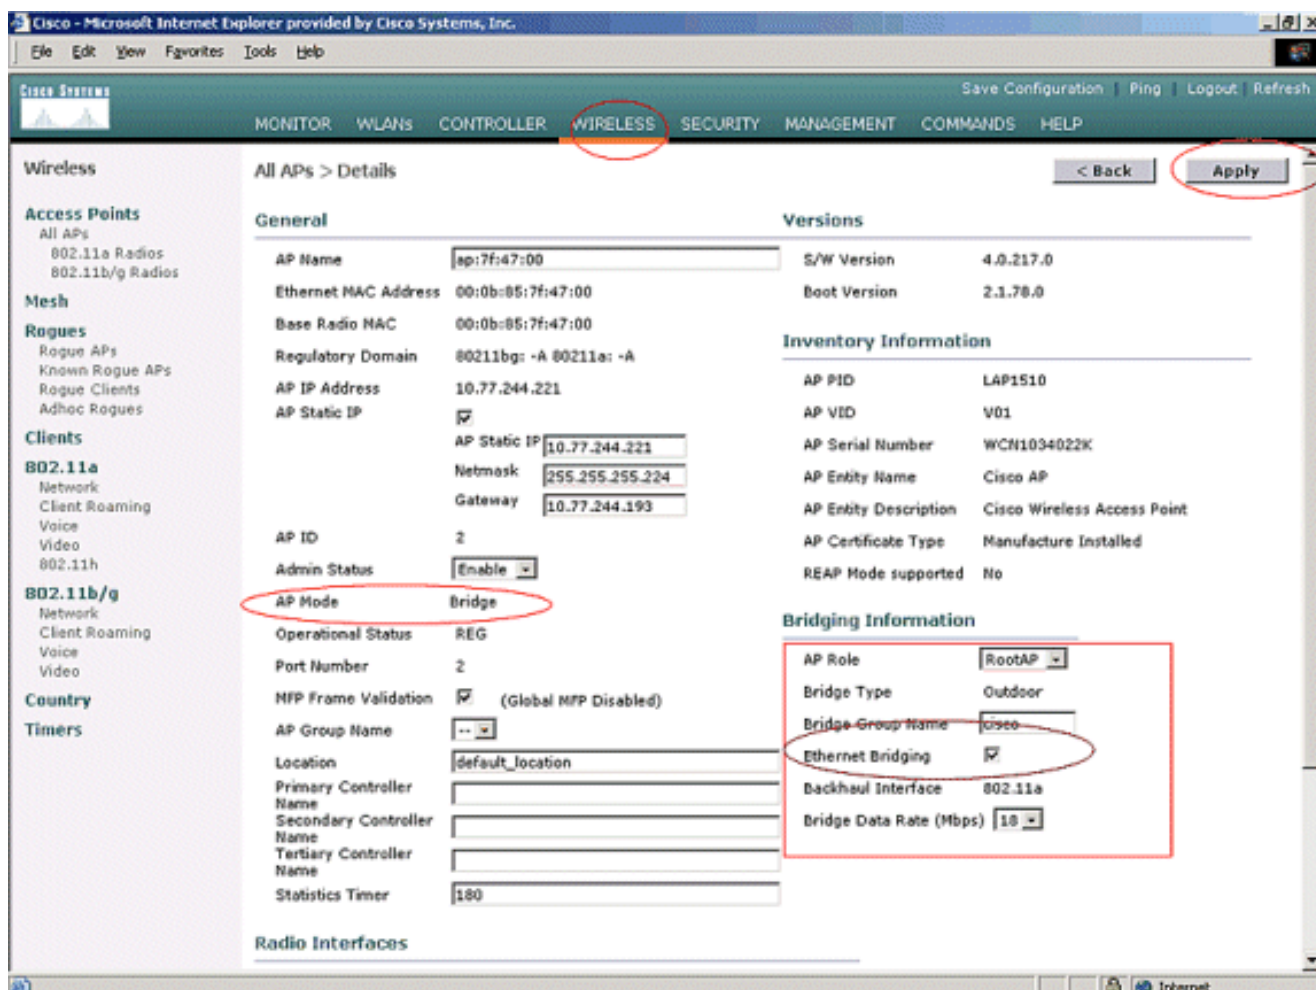 Cisco - Microsoft Internet Explorer provided by Cisco Systems, Inc.
File Edit View Favorites Tools Help
Cisco Systems
Save Configuration | Ping | Logout | Refresh
MONITOR WLANs CONTROLLER WIRELESS SECURITY MANAGEMENT COMMANDS HELP
Wireless
Access Points
All APs
802.11a Radios
802.11b/g Radios
Mesh
Rogues
Rogue APs
Known Rogue APs
Rogue Clients
Adhoc Rogues
Clients
802.11a
Network
Client Roaming
Voice
Video
802.11h
802.11b/g
Network
Client Roaming
Voice
Video
Country
Timers
All APs > Details
< Back
Apply
General
AP Name ap:7f:47:00
Ethernet MAC Address 00:0b:85:7f:47:00
Base Radio MAC 00:0b:85:7f:47:00
Regulatory Domain 80211bg: -A 80211a: -A
AP IP Address 10.77.244.221
AP Static IP
AP Static IP 10.77.244.221
Netmask 255.255.255.224
Gateway 10.77.244.193
AP ID 2
Admin Status Enable
AP Mode Bridge
Operational Status REG
Port Number 2
MFP Frame Validation (Global MFP Disabled)
AP Group Name --
Location default_location
Primary Controller
Name
Secondary Controller
Name
Tertiary Controller
Name
Statistics Timer 180
Radio Interfaces
Versions
S/W Version 4.0.217.0
Boot Version 2.1.78.0
Inventory Information
AP PID LAP1510
AP VID V01
AP Serial Number WCN1034022K
AP Entity Name Cisco AP
AP Entity Description Cisco Wireless Access Point
AP Certificate Type Manufacture Installed
REAP Mode supported No
Bridging Information
AP Role RootAP
Bridge Type Outdoor
Bridge Group Name cisco
Ethernet Bridging
Backhaul Interface 802.11a
Bridge Data Rate (Mbps) 18
Internet